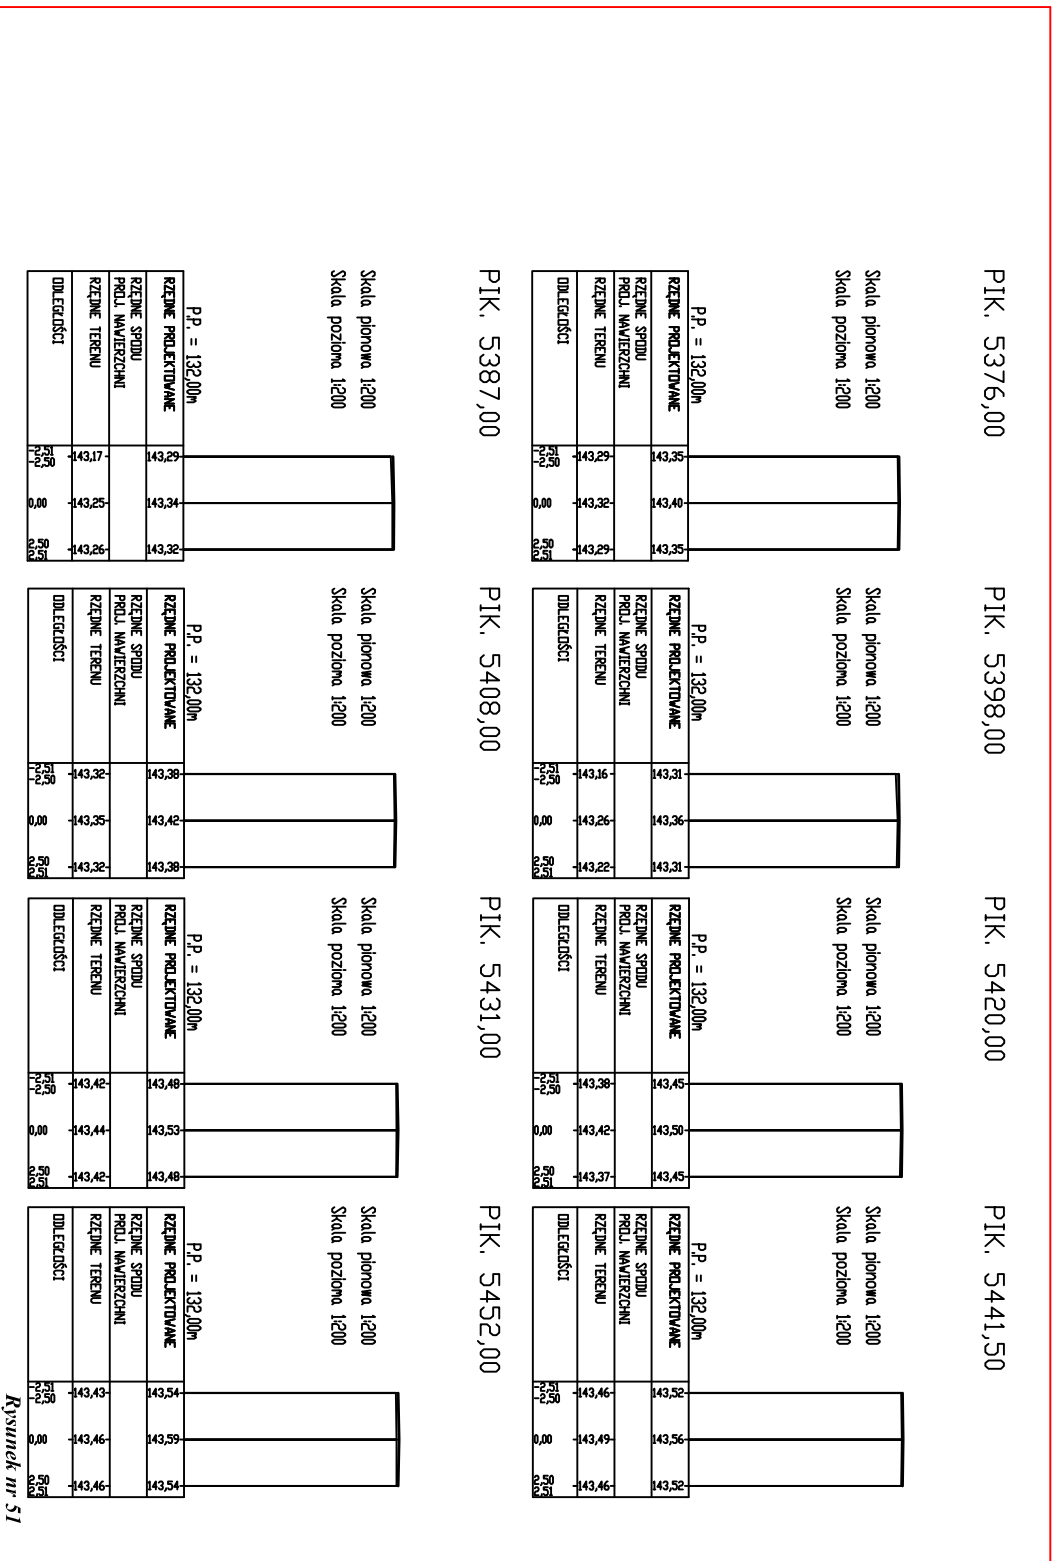 PIK. 5376,00
Skala pionowa 1:200
Skala pozioma 1:200
P.P. = 132,00m
RZĘDNE PROJEKTOWANE 143,35 143,40 143,35
RZĘDNE SPODU
PROJ. NAWIERZCHNI
RZĘDNE TERENU 143,29 143,32 143,29
ODLEGŁOŚCI -2,51 -2,50 0,00 2,50 2,51
PIK. 5398,00
Skala pionowa 1:200
Skala pozioma 1:200
P.P. = 132,00m
RZĘDNE PROJEKTOWANE 143,31 143,36 143,31
RZĘDNE SPODU
PROJ. NAWIERZCHNI
RZĘDNE TERENU 143,16 143,26 143,22
ODLEGŁOŚCI -2,51 -2,50 0,00 2,50 2,51
PIK. 5420,00
Skala pionowa 1:200
Skala pozioma 1:200
P.P. = 132,00m
RZĘDNE PROJEKTOWANE 143,45 143,50 143,45
RZĘDNE SPODU
PROJ. NAWIERZCHNI
RZĘDNE TERENU 143,38 143,42 143,37
ODLEGŁOŚCI -2,51 -2,50 0,00 2,50 2,51
PIK. 5441,50
Skala pionowa 1:200
Skala pozioma 1:200
P.P. = 132,00m
RZĘDNE PROJEKTOWANE 143,52 143,56 143,52
RZĘDNE SPODU
PROJ. NAWIERZCHNI
RZĘDNE TERENU 143,46 143,49 143,46
ODLEGŁOŚCI -2,51 -2,50 0,00 2,50 2,51
PIK. 5387,00
Skala pionowa 1:200
Skala pozioma 1:200
P.P. = 132,00m
RZĘDNE PROJEKTOWANE 143,29 143,34 143,32
RZĘDNE SPODU
PROJ. NAWIERZCHNI
RZĘDNE TERENU 143,17 143,25 143,26
ODLEGŁOŚCI -2,51 -2,50 0,00 2,50 2,51
PIK. 5408,00
Skala pionowa 1:200
Skala pozioma 1:200
P.P. = 132,00m
RZĘDNE PROJEKTOWANE 143,38 143,42 143,38
RZĘDNE SPODU
PROJ. NAWIERZCHNI
RZĘDNE TERENU 143,32 143,35 143,32
ODLEGŁOŚCI -2,51 -2,50 0,00 2,50 2,51
PIK. 5431,00
Skala pionowa 1:200
Skala pozioma 1:200
P.P. = 132,00m
RZĘDNE PROJEKTOWANE 143,48 143,53 143,48
RZĘDNE SPODU
PROJ. NAWIERZCHNI
RZĘDNE TERENU 143,42 143,44 143,42
ODLEGŁOŚCI -2,51 -2,50 0,00 2,50 2,51
PIK. 5452,00
Skala pionowa 1:200
Skala pozioma 1:200
P.P. = 132,00m
RZĘDNE PROJEKTOWANE 143,54 143,59 143,54
RZĘDNE SPODU
PROJ. NAWIERZCHNI
RZĘDNE TERENU 143,43 143,46 143,46
ODLEGŁOŚCI -2,51 -2,50 0,00 2,50 2,51
Rysunek nr 51